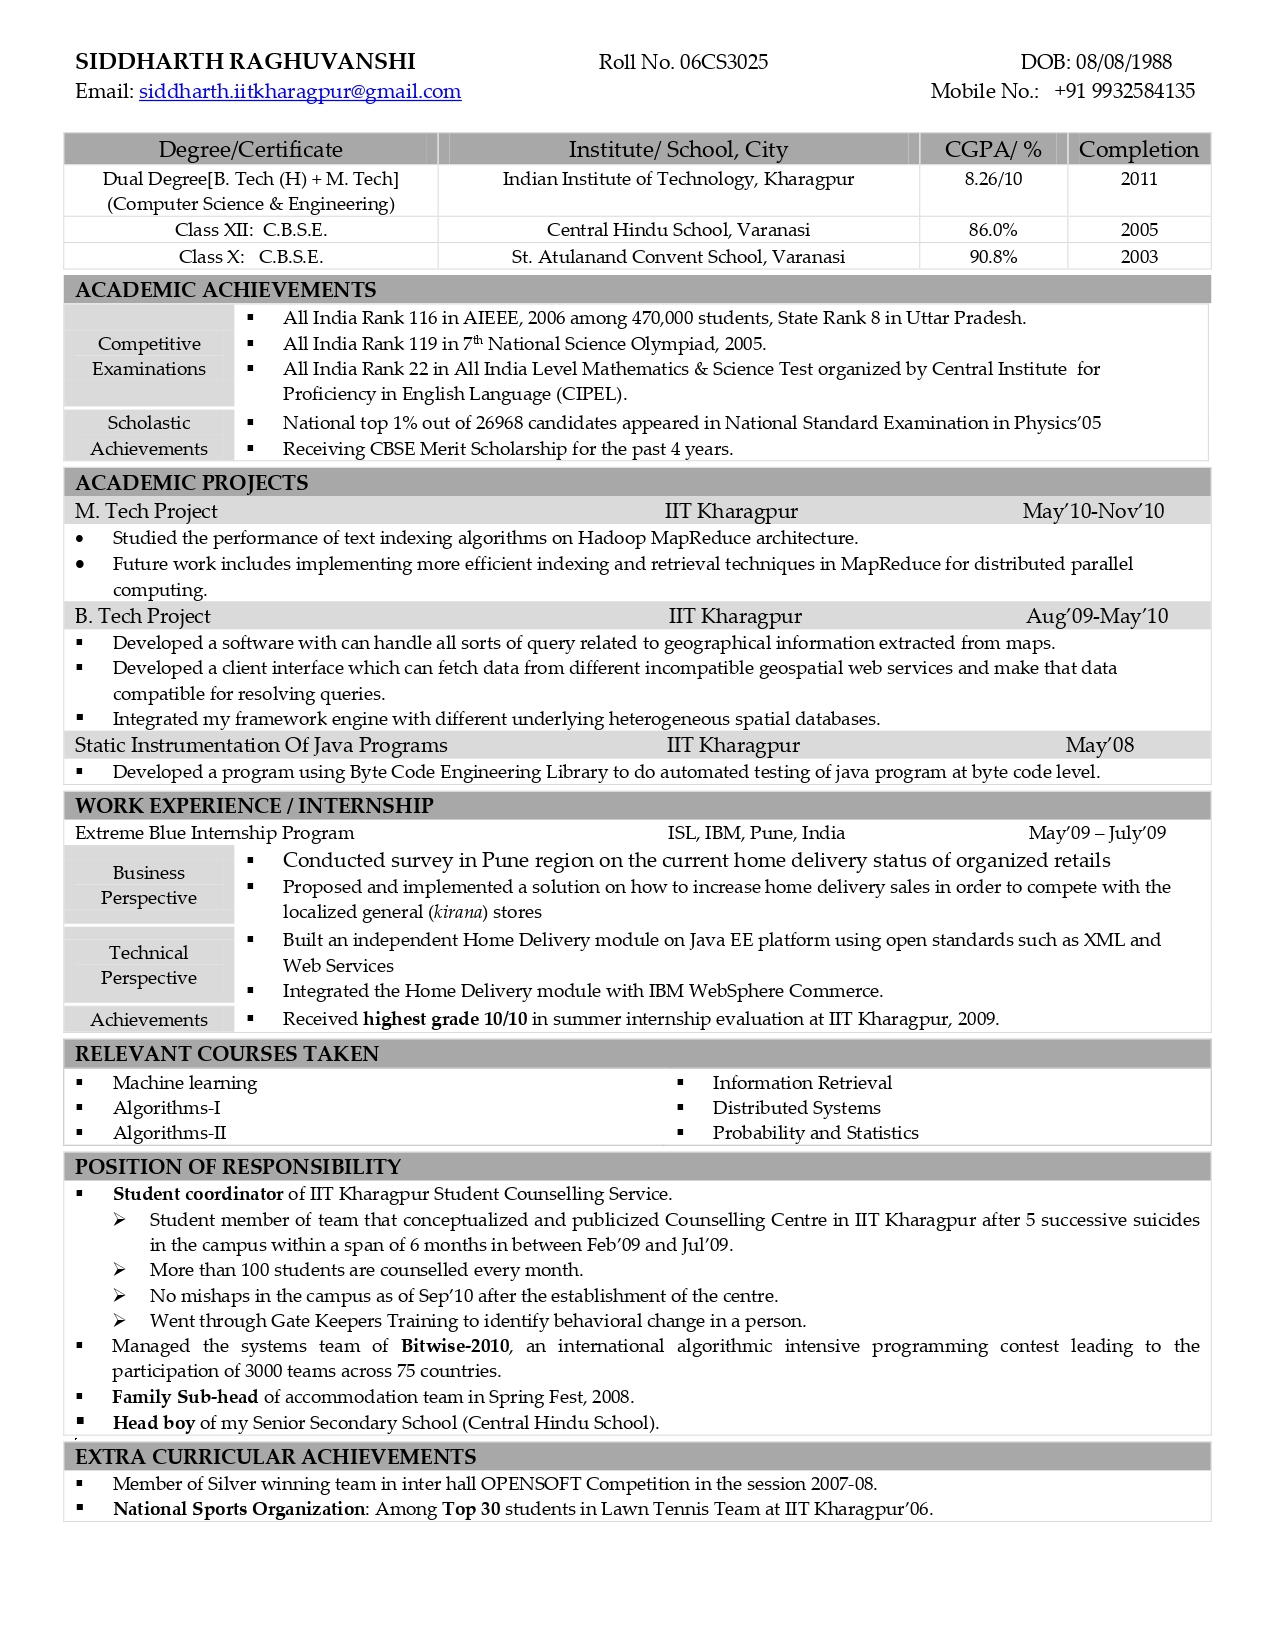 SIDDHARTH RAGHUVANSHI Roll No. 06CS3025 DOB: 08/08/1988
Email: siddharth.iitkharagpur@gmail.com Mobile No.: +91 9932584135
Degree/Certificate Institute/ School, City CGPA/ % Completion
Dual Degree[B. Tech (H) + M. Tech] Indian Institute of Technology, Kharagpur 8.26/10 2011
(Computer Science & Engineering)
Class XII: C.B.S.E. Central Hindu School, Varanasi 86.0% 2005
Class X: C.B.S.E. St. Atulanand Convent School, Varanasi 90.8% 2003
ACADEMIC ACHIEVEMENTS
Competitive
Examinations
▪ All India Rank 116 in AIEEE, 2006 among 470,000 students, State Rank 8 in Uttar Pradesh.
▪ All India Rank 119 in 7th National Science Olympiad, 2005.
▪ All India Rank 22 in All India Level Mathematics & Science Test organized by Central Institute for
Proficiency in English Language (CIPEL).
Scholastic
Achievements
▪ National top 1% out of 26968 candidates appeared in National Standard Examination in Physics’05
▪ Receiving CBSE Merit Scholarship for the past 4 years.
ACADEMIC PROJECTS
M. Tech Project IIT Kharagpur May’10-Nov’10
● Studied the performance of text indexing algorithms on Hadoop MapReduce architecture.
● Future work includes implementing more efficient indexing and retrieval techniques in MapReduce for distributed parallel
computing.
B. Tech Project IIT Kharagpur Aug’09-May’10
▪ Developed a software with can handle all sorts of query related to geographical information extracted from maps.
▪ Developed a client interface which can fetch data from different incompatible geospatial web services and make that data
compatible for resolving queries.
▪ Integrated my framework engine with different underlying heterogeneous spatial databases.
Static Instrumentation Of Java Programs IIT Kharagpur May’08
▪ Developed a program using Byte Code Engineering Library to do automated testing of java program at byte code level.
WORK EXPERIENCE / INTERNSHIP
Extreme Blue Internship Program ISL, IBM, Pune, India May’09 – July’09
Business
Perspective
▪ Conducted survey in Pune region on the current home delivery status of organized retails
▪ Proposed and implemented a solution on how to increase home delivery sales in order to compete with the
localized general (kirana) stores
Technical
Perspective
▪ Built an independent Home Delivery module on Java EE platform using open standards such as XML and
Web Services
▪ Integrated the Home Delivery module with IBM WebSphere Commerce.
Achievements ▪ Received highest grade 10/10 in summer internship evaluation at IIT Kharagpur, 2009.
RELEVANT COURSES TAKEN
▪ Machine learning ▪ Information Retrieval
▪ Algorithms-I ▪ Distributed Systems
▪ Algorithms-II ▪ Probability and Statistics
POSITION OF RESPONSIBILITY
▪ Student coordinator of IIT Kharagpur Student Counselling Service.
➢ Student member of team that conceptualized and publicized Counselling Centre in IIT Kharagpur after 5 successive suicides
in the campus within a span of 6 months in between Feb’09 and Jul’09.
➢ More than 100 students are counselled every month.
➢ No mishaps in the campus as of Sep’10 after the establishment of the centre.
➢ Went through Gate Keepers Training to identify behavioral change in a person.
▪ Managed the systems team of Bitwise-2010, an international algorithmic intensive programming contest leading to the
participation of 3000 teams across 75 countries.
▪ Family Sub-head of accommodation team in Spring Fest, 2008.
▪ Head boy of my Senior Secondary School (Central Hindu School).
EXTRA CURRICULAR ACHIEVEMENTS
▪ Member of Silver winning team in inter hall OPENSOFT Competition in the session 2007-08.
▪ National Sports Organization: Among Top 30 students in Lawn Tennis Team at IIT Kharagpur’06.